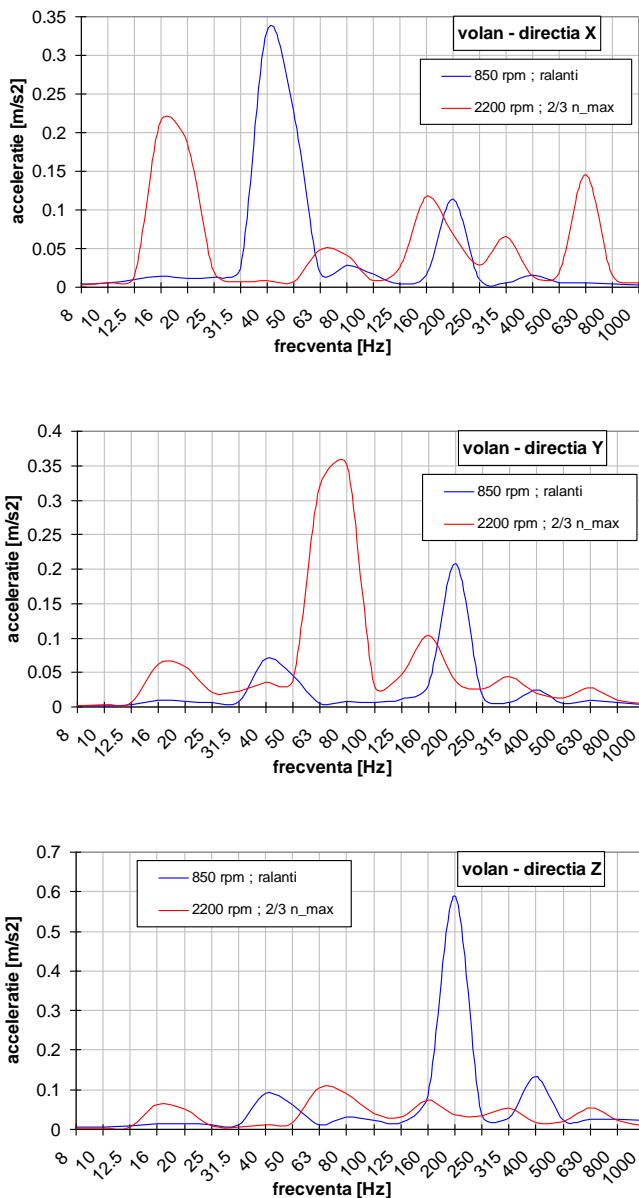 volan - directia X
850 rpm ; ralanti
2200 rpm ; 2/3 n_max
acceleratie [m/s2]
0.35
0.3
0.25
0.2
0.15
0.1
0.05
0
8 10 12.5 16 20 25 31.5 40 50 63 80 100 125 160 200 250 315 400 500 630 800 1000
frecventa [Hz]
volan - directia Y
850 rpm ; ralanti
2200 rpm ; 2/3 n_max
acceleratie [m/s2]
0.4
0.35
0.3
0.25
0.2
0.15
0.1
0.05
0
8 10 12.5 16 20 25 31.5 40 50 63 80 100 125 160 200 250 315 400 500 630 800 1000
frecventa [Hz]
volan - directia Z
850 rpm ; ralanti
2200 rpm ; 2/3 n_max
acceleratie [m/s2]
0.7
0.6
0.5
0.4
0.3
0.2
0.1
0
8 10 12.5 16 20 25 31.5 40 50 63 80 100 125 160 200 250 315 400 500 630 800 1000
frecventa [Hz]